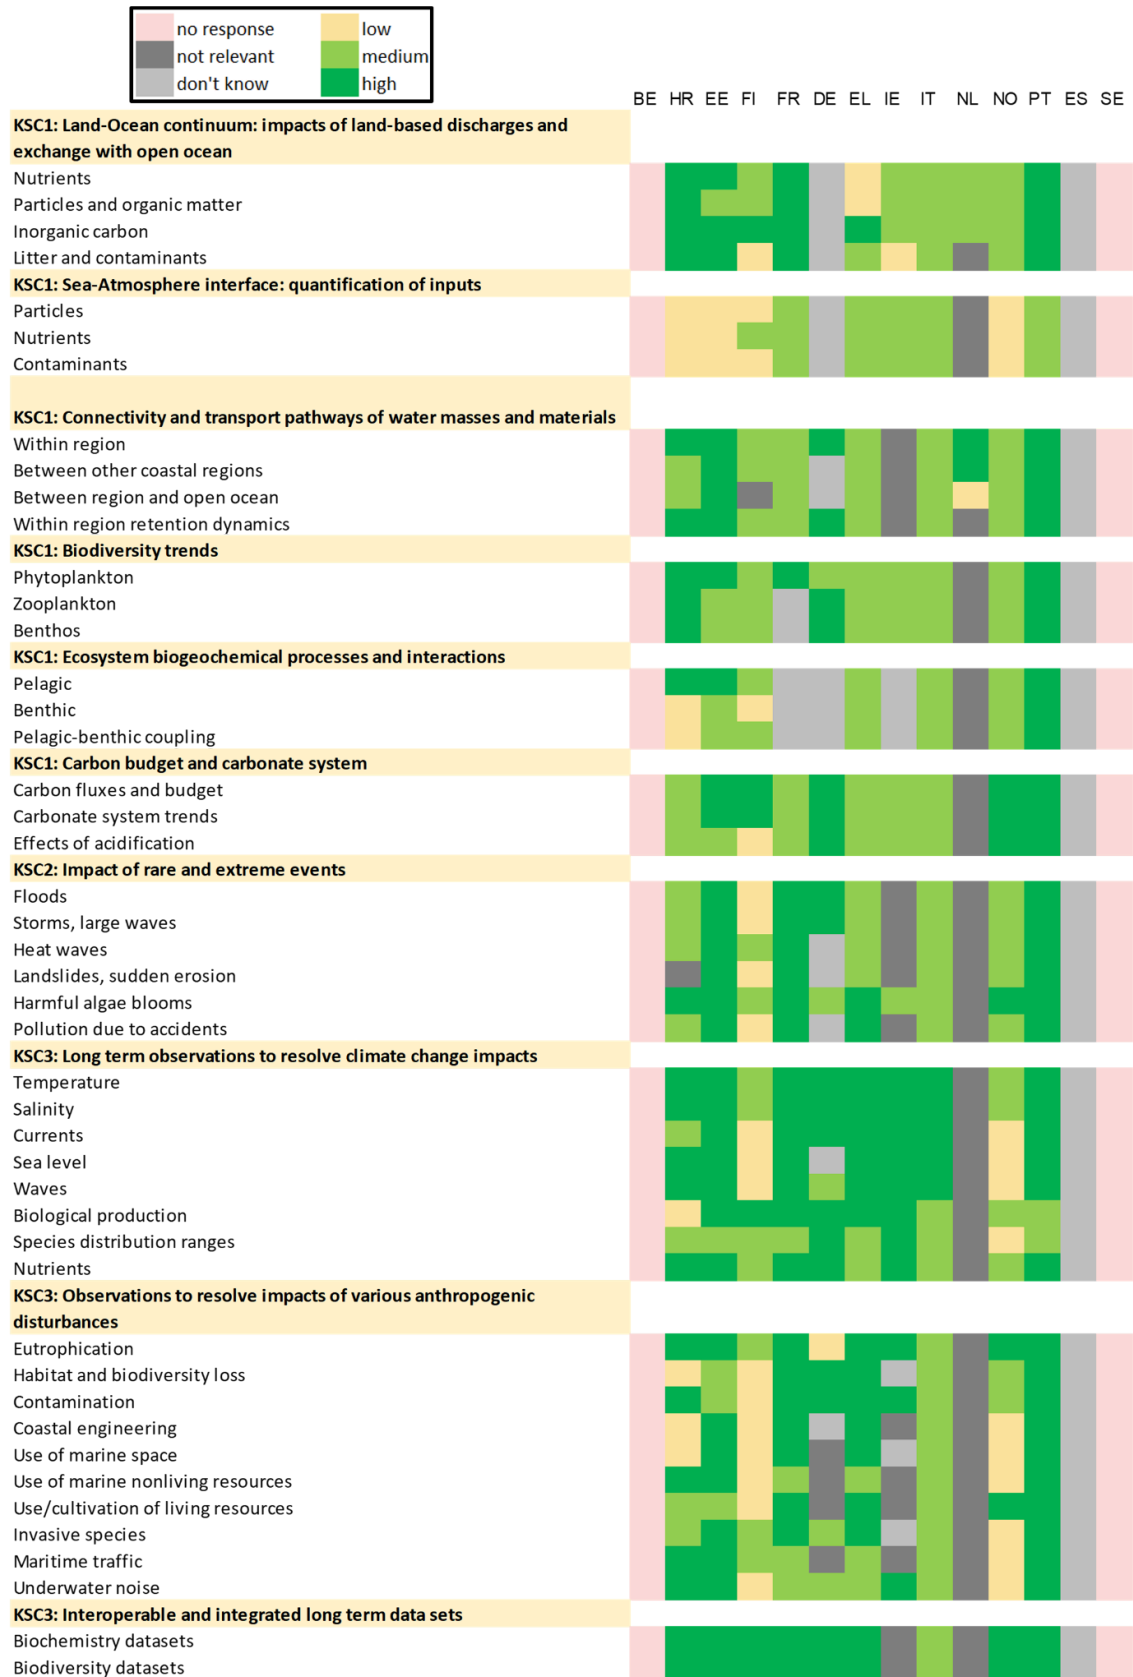 no response low
not relevant medium
don't know high
BE HR EE FI FR DE EL IE IT NL NO PT ES SE
KSC1: Land-Ocean continuum: impacts of land-based discharges and
exchange with open ocean
Nutrients
Particles and organic matter
Inorganic carbon
Litter and contaminants
KSC1: Sea-Atmosphere interface: quantification of inputs
Particles
Nutrients
Contaminants
KSC1: Connectivity and transport pathways of water masses and materials
Within region
Between other coastal regions
Between region and open ocean
Within region retention dynamics
KSC1: Biodiversity trends
Phytoplankton
Zooplankton
Benthos
KSC1: Ecosystem biogeochemical processes and interactions
Pelagic
Benthic
Pelagic-benthic coupling
KSC1: Carbon budget and carbonate system
Carbon fluxes and budget
Carbonate system trends
Effects of acidification
KSC2: Impact of rare and extreme events
Floods
Storms, large waves
Heat waves
Landslides, sudden erosion
Harmful algae blooms
Pollution due to accidents
KSC3: Long term observations to resolve climate change impacts
Temperature
Salinity
Currents
Sea level
Waves
Biological production
Species distribution ranges
Nutrients
KSC3: Observations to resolve impacts of various anthropogenic
disturbances
Eutrophication
Habitat and biodiversity loss
Contamination
Coastal engineering
Use of marine space
Use of marine nonliving resources
Use/cultivation of living resources
Invasive species
Maritime traffic
Underwater noise
KSC3: Interoperable and integrated long term data sets
Biochemistry datasets
Biodiversity datasets